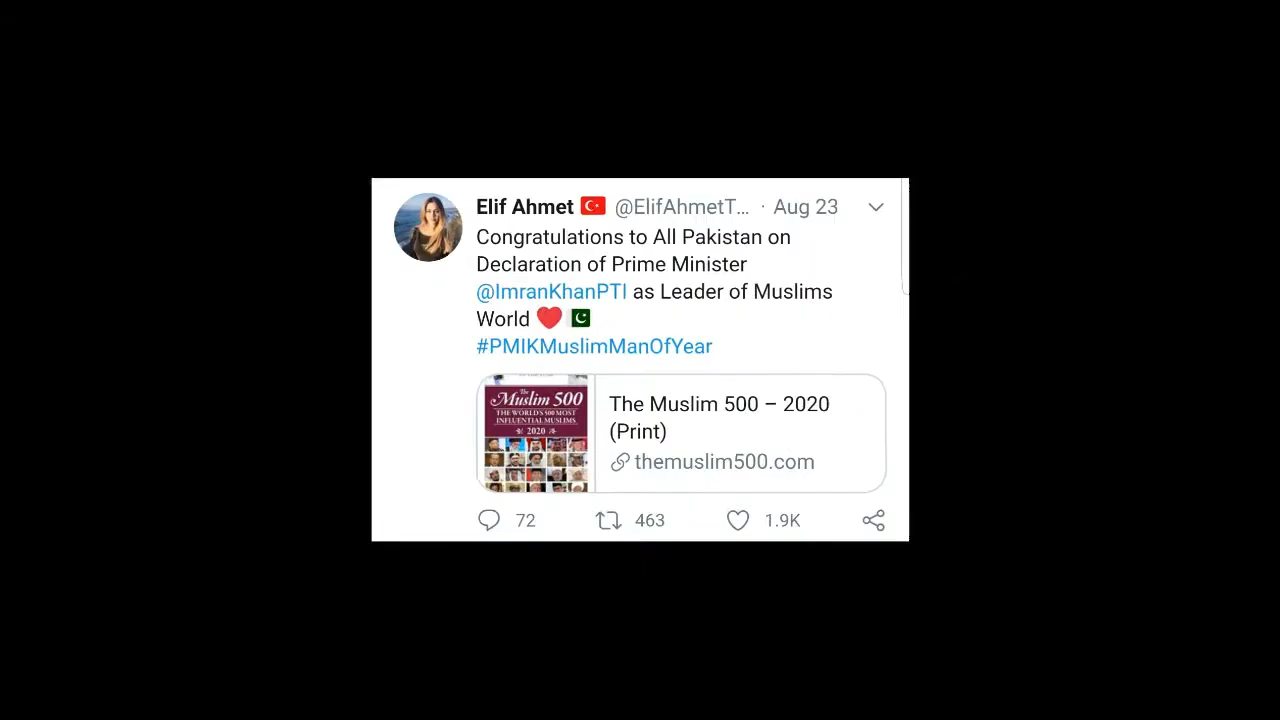 Elif Ahmet 🇹🇷 @ElifAhmetT... · Aug 23
Congratulations to All Pakistan on
Declaration of Prime Minister
@ImranKhanPTI as Leader of Muslims
World ❤️ 🇵🇰
#PMIKMuslimManOfYear
The
Muslim 500
THE WORLD'S 500 MOST
INFLUENTIAL MUSLIMS
2020
The Muslim 500 – 2020
(Print)
themuslim500.com
72 463 1.9K